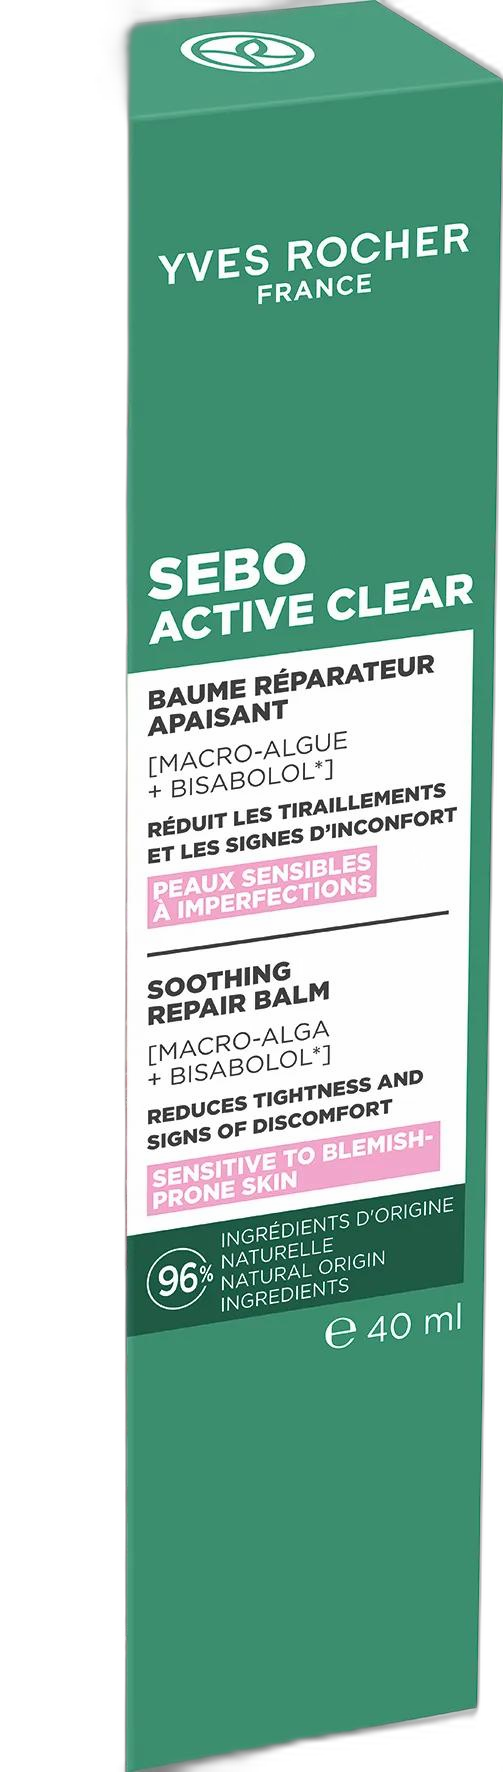 YVES ROCHER
FRANCE
SEBO
ACTIVE CLEAR
BAUME RÉPARATEUR
APAISANT
[MACRO-ALGUE
+ BISABOLOL*]
RÉDUIT LES TIRAILLEMENTS
ET LES SIGNES D'INCONFORT
PEAUX SENSIBLES
À IMPERFECTIONS
SOOTHING
REPAIR BALM
[MACRO-ALGA
+ BISABOLOL*]
REDUCES TIGHTNESS AND
SIGNS OF DISCOMFORT
SENSITIVE TO BLEMISH-
PRONE SKIN
96%
INGRÉDIENTS D'ORIGINE
NATURELLE
NATURAL ORIGIN
INGREDIENTS
℮ 40 ml